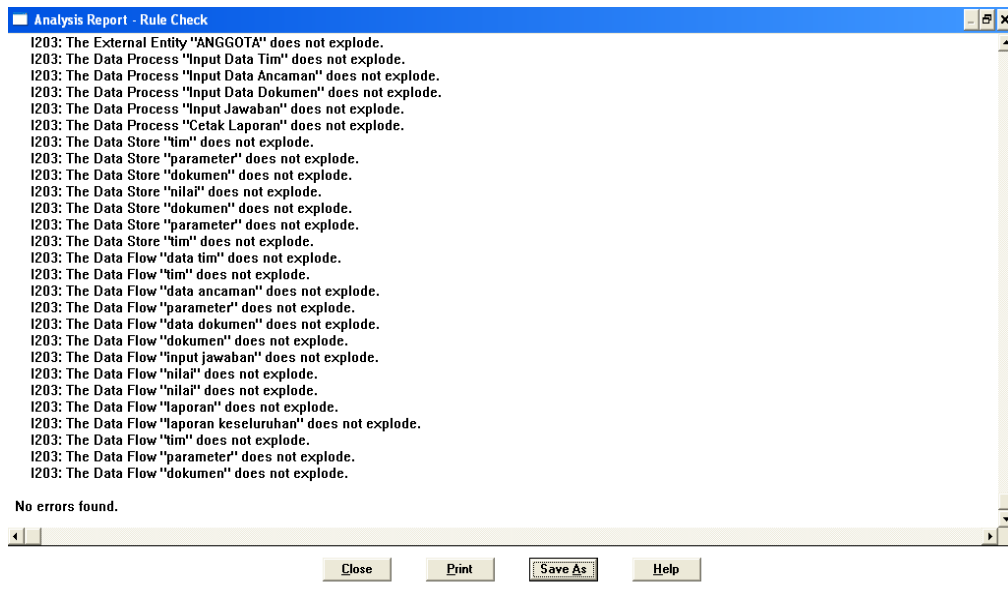 Analysis Report - Rule Check
I203: The External Entity "ANGGOTA" does not explode.
I203: The Data Process "Input Data Tim" does not explode.
I203: The Data Process "Input Data Ancaman" does not explode.
I203: The Data Process "Input Data Dokumen" does not explode.
I203: The Data Process "Input Jawaban" does not explode.
I203: The Data Process "Cetak Laporan" does not explode.
I203: The Data Store "tim" does not explode.
I203: The Data Store "parameter" does not explode.
I203: The Data Store "dokumen" does not explode.
I203: The Data Store "nilai" does not explode.
I203: The Data Store "dokumen" does not explode.
I203: The Data Store "parameter" does not explode.
I203: The Data Store "tim" does not explode.
I203: The Data Flow "data tim" does not explode.
I203: The Data Flow "tim" does not explode.
I203: The Data Flow "data ancaman" does not explode.
I203: The Data Flow "parameter" does not explode.
I203: The Data Flow "data dokumen" does not explode.
I203: The Data Flow "dokumen" does not explode.
I203: The Data Flow "input jawaban" does not explode.
I203: The Data Flow "nilai" does not explode.
I203: The Data Flow "nilai" does not explode.
I203: The Data Flow "laporan" does not explode.
I203: The Data Flow "laporan keseluruhan" does not explode.
I203: The Data Flow "tim" does not explode.
I203: The Data Flow "parameter" does not explode.
I203: The Data Flow "dokumen" does not explode.
No errors found.
Close Print Save As Help